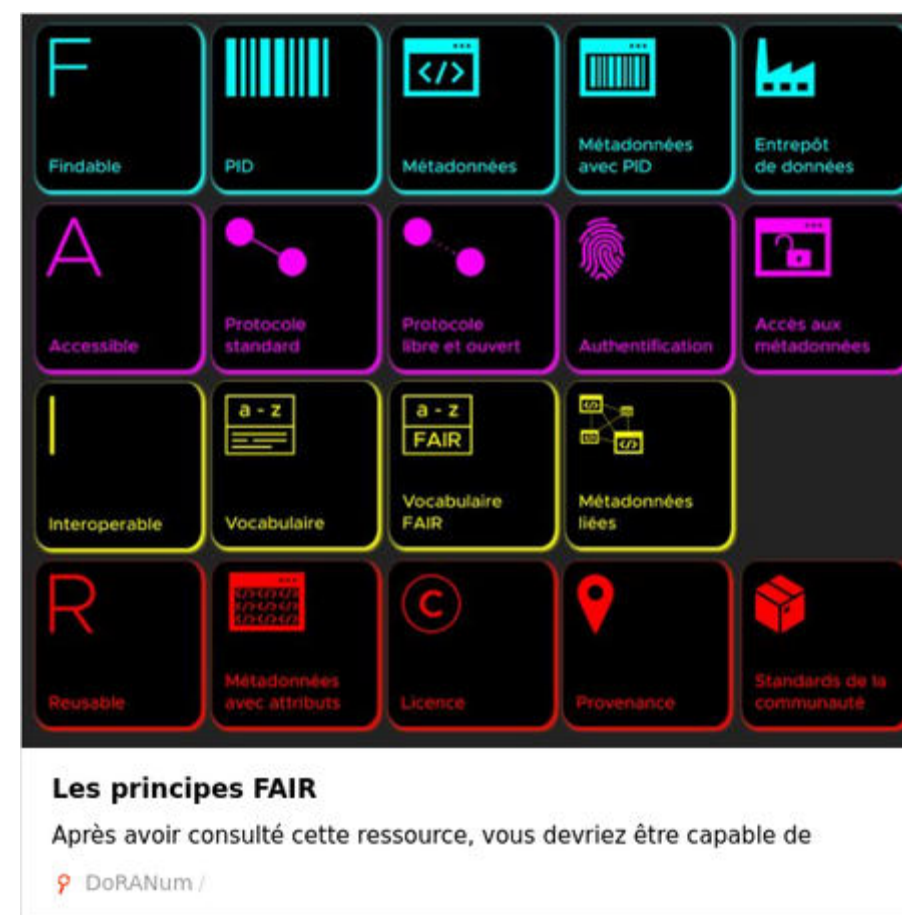 F
Findable
PID
</>
Métadonnées
Métadonnées
avec PID
Entrepôt
de données
A
Accessible
Protocole
standard
Protocole
libre et ouvert
Authentification
Accès aux
métadonnées
I
Interoperable
a - z
Vocabulaire
a - z
FAIR
Vocabulaire
FAIR
</>
</>
Métadonnées
liées
R
Reusable
</></></>
</></></>
</></></>
Métadonnées
avec attributs
C
Licence
Provenance
Standards de la
communauté
Les principes FAIR
Après avoir consulté cette ressource, vous devriez être capable de
DoRANum /